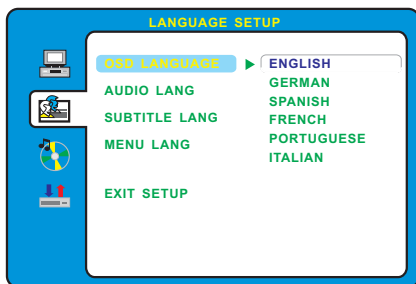 LANGUAGE SETUP
OSD LANGUAGE
AUDIO LANG
SUBTITLE LANG
MENU LANG
EXIT SETUP
ENGLISH
GERMAN
SPANISH
FRENCH
PORTUGUESE
ITALIAN